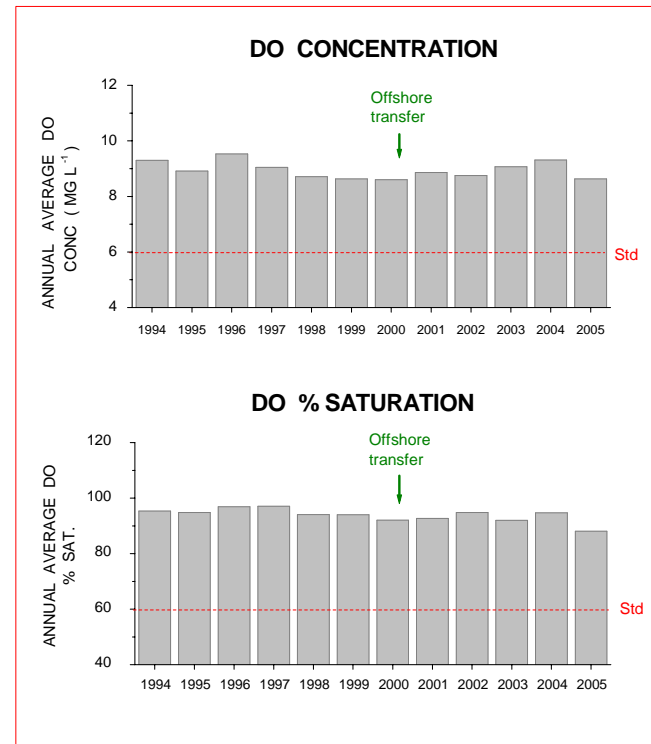 DO CONCENTRATION
Offshore
transfer
ANNUAL AVERAGE DO
CONC ( MG L -1 )
12
10
8
6
4
Std
1994 1995 1996 1997 1998 1999 2000 2001 2002 2003 2004 2005
DO % SATURATION
Offshore
transfer
ANNUAL AVERAGE DO
% SAT.
120
100
80
60
40
Std
1994 1995 1996 1997 1998 1999 2000 2001 2002 2003 2004 2005